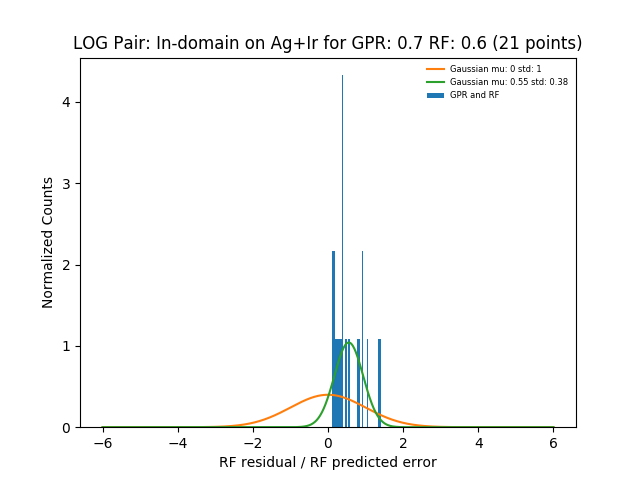 LOG Pair: In-domain on Ag+Ir for GPR: 0.7 RF: 0.6 (21 points)
Gaussian mu: 0 std: 1
Gaussian mu: 0.55 std: 0.38
GPR and RF
Normalized Counts
4
3
2
1
0
−6 −4 −2 0 2 4 6
RF residual / RF predicted error